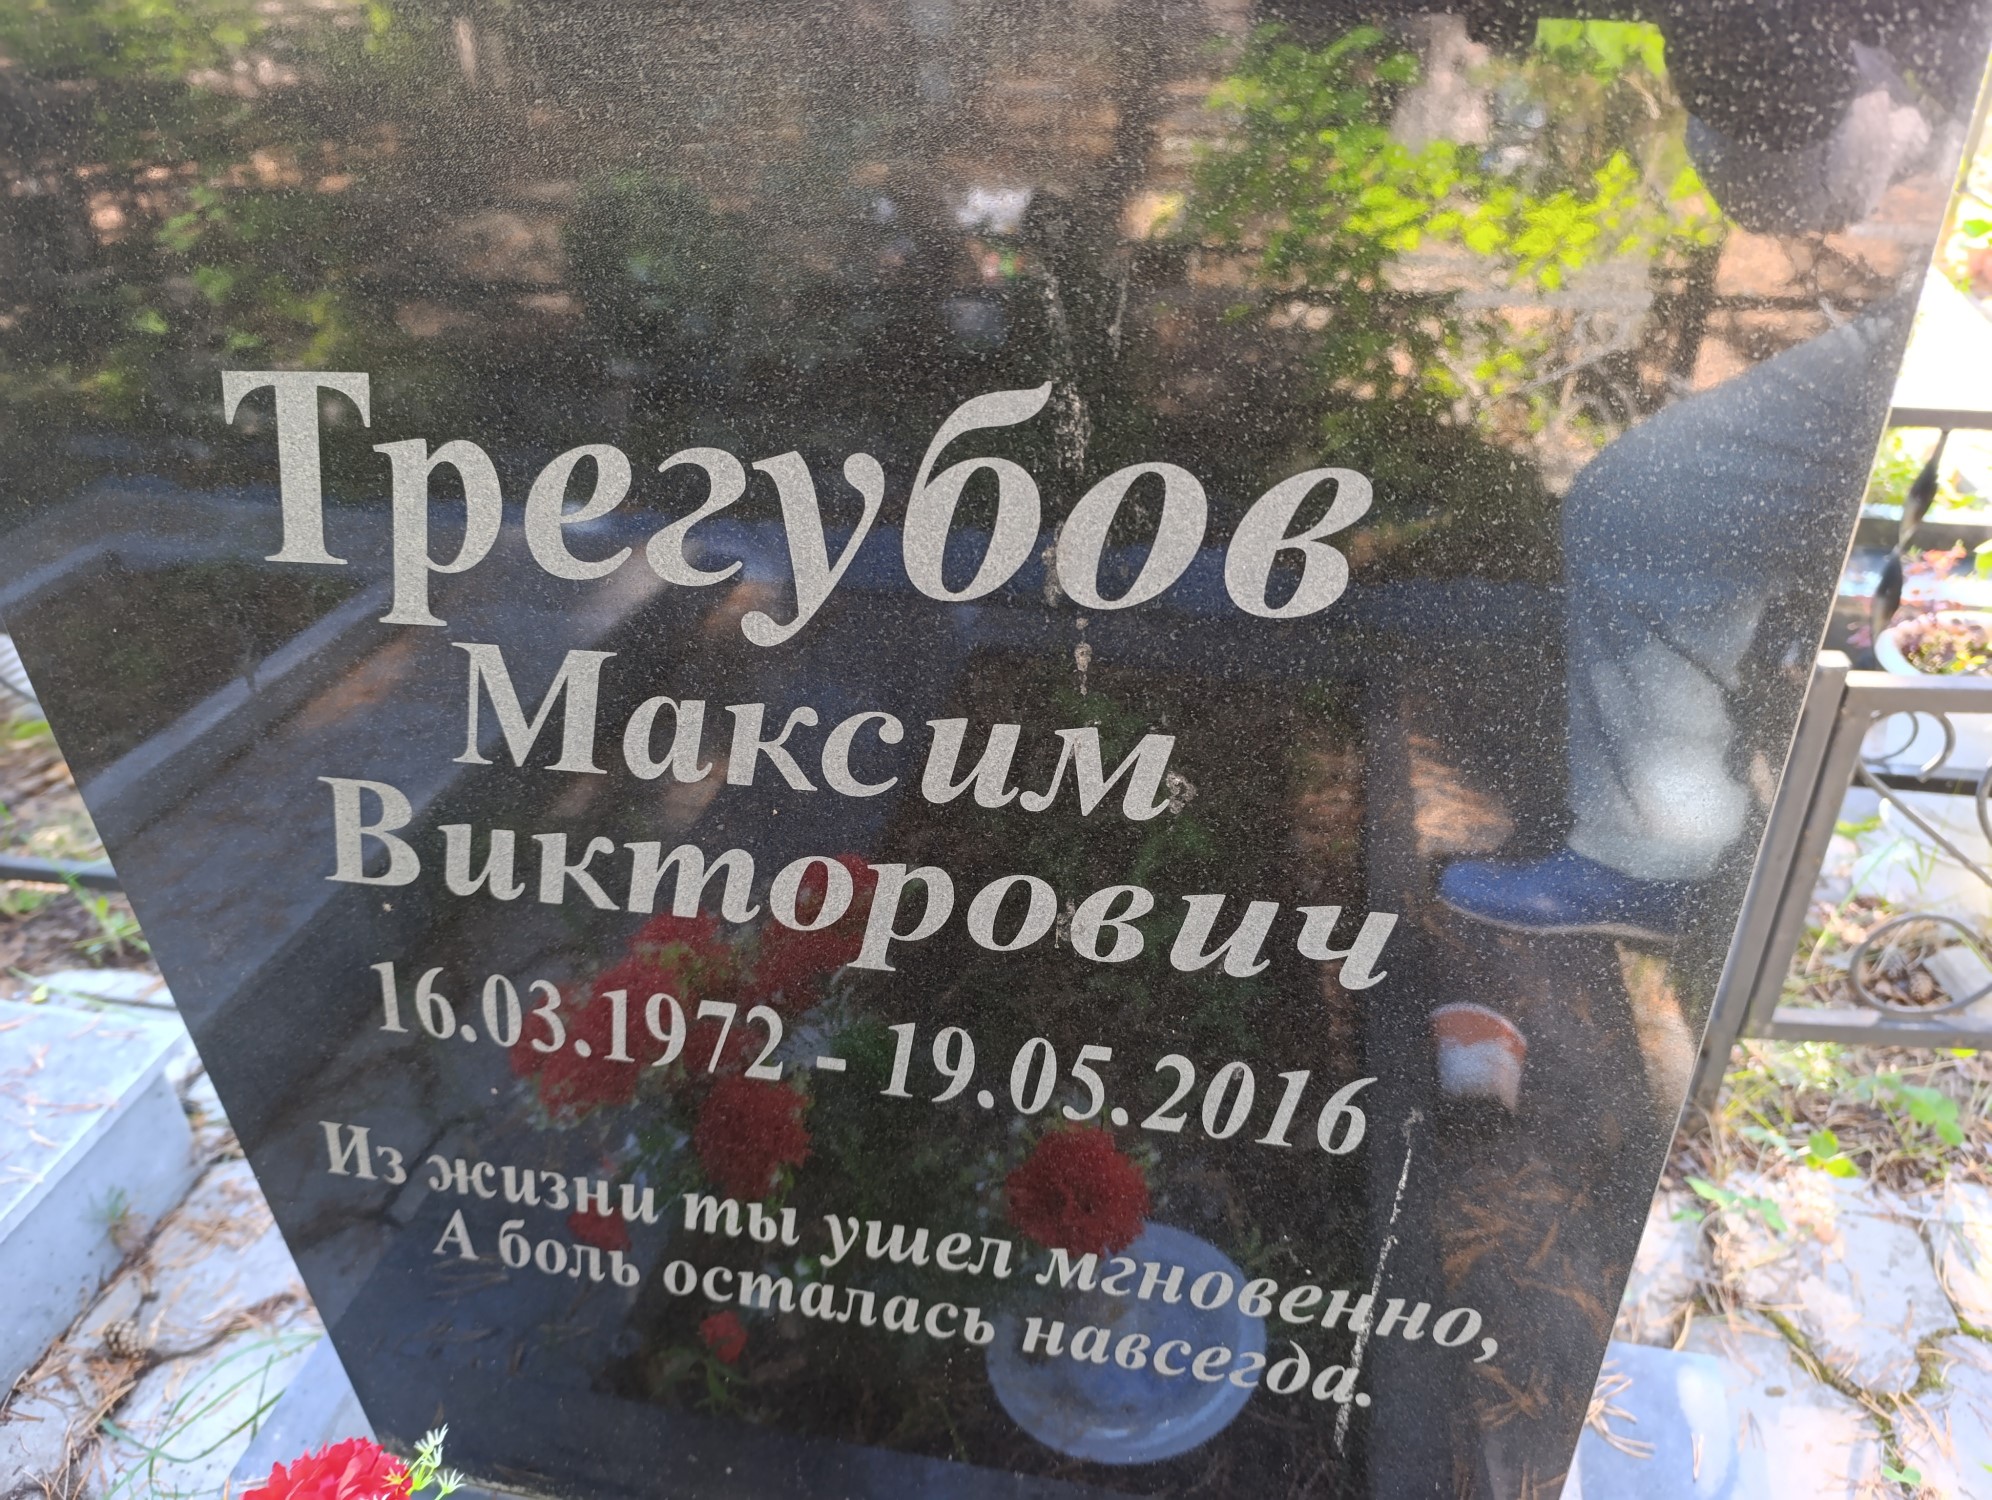 Трегубов
Максим
Викторович
16.03.1972 - 19.05.2016
Из жизни ты ушел мгновенно,
А боль осталась навсегда.